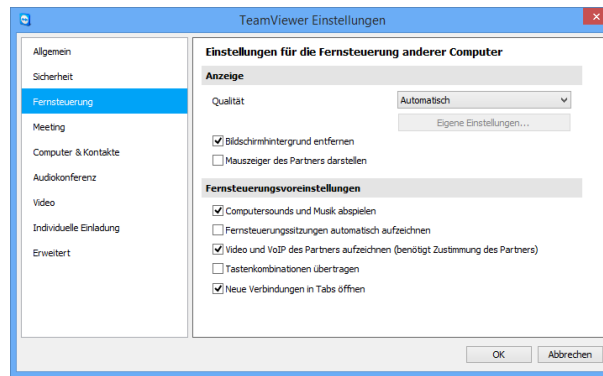 TeamViewer Einstellungen
Allgemein
Sicherheit
Fernsteuerung
Meeting
Computer & Kontakte
Audiokonferenz
Video
Individuelle Einladung
Erweitert
Einstellungen für die Fernsteuerung anderer Computer
Anzeige
Qualität Automatisch
Eigene Einstellungen...
Bildschirmhintergrund entfernen
Mauszeiger des Partners darstellen
Fernsteuerungsvoreinstellungen
Computersounds und Musik abspielen
Fernsteuerungssitzungen automatisch aufzeichnen
Video und VoIP des Partners aufzeichnen (benötigt Zustimmung des Partners)
Tastenkombinationen übertragen
Neue Verbindungen in Tabs öffnen
OK Abbrechen